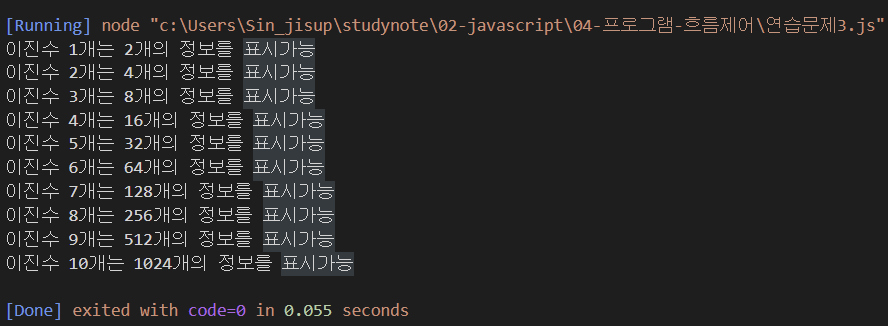 [Running] node "c:\Users\Sin_jisup\studynote\02-javascript\04-프로그램-흐름제어\연습문제3.js"
이진수 1개는 2개의 정보를 표시가능
이진수 2개는 4개의 정보를 표시가능
이진수 3개는 8개의 정보를 표시가능
이진수 4개는 16개의 정보를 표시가능
이진수 5개는 32개의 정보를 표시가능
이진수 6개는 64개의 정보를 표시가능
이진수 7개는 128개의 정보를 표시가능
이진수 8개는 256개의 정보를 표시가능
이진수 9개는 512개의 정보를 표시가능
이진수 10개는 1024개의 정보를 표시가능
[Done] exited with code=0 in 0.055 seconds